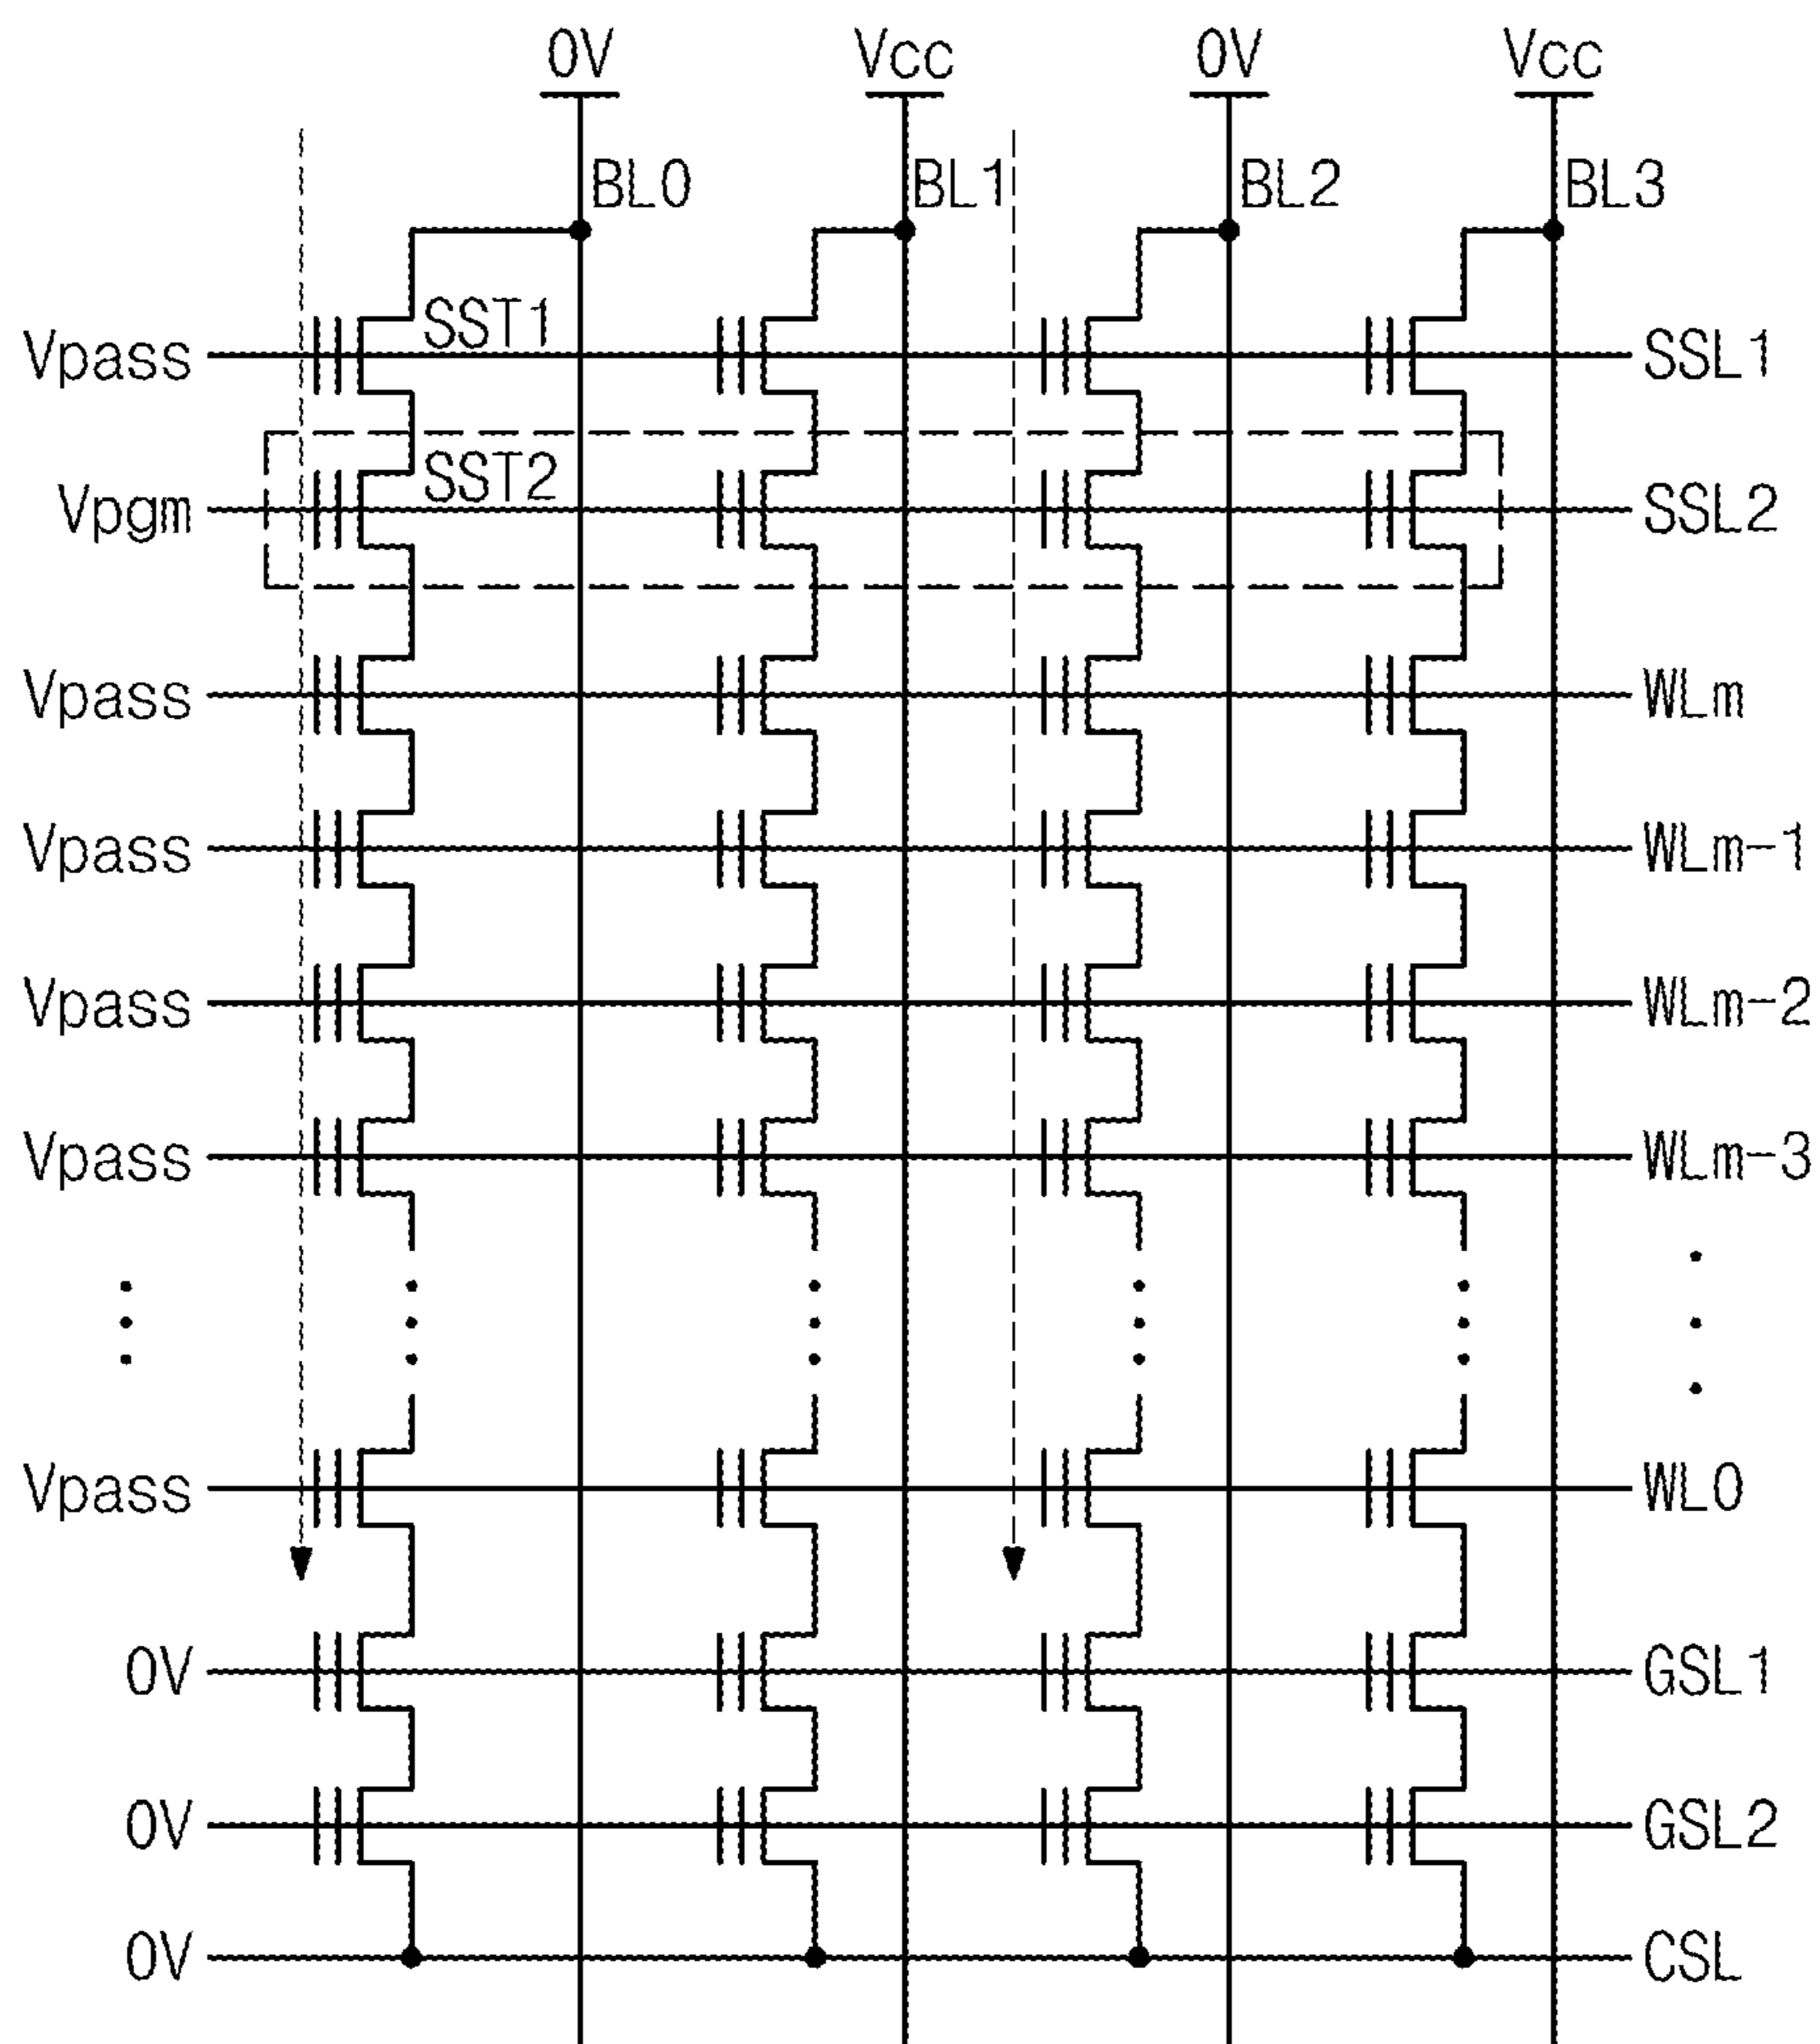 0V Vcc 0V Vcc
BL0 BL1 BL2 BL3
SST1
Vpass SSL1
SST2
Vpgm SSL2
Vpass WLm
Vpass WLm-1
Vpass WLm-2
Vpass WLm-3
Vpass WL0
0V GSL1
0V GSL2
0V CSL